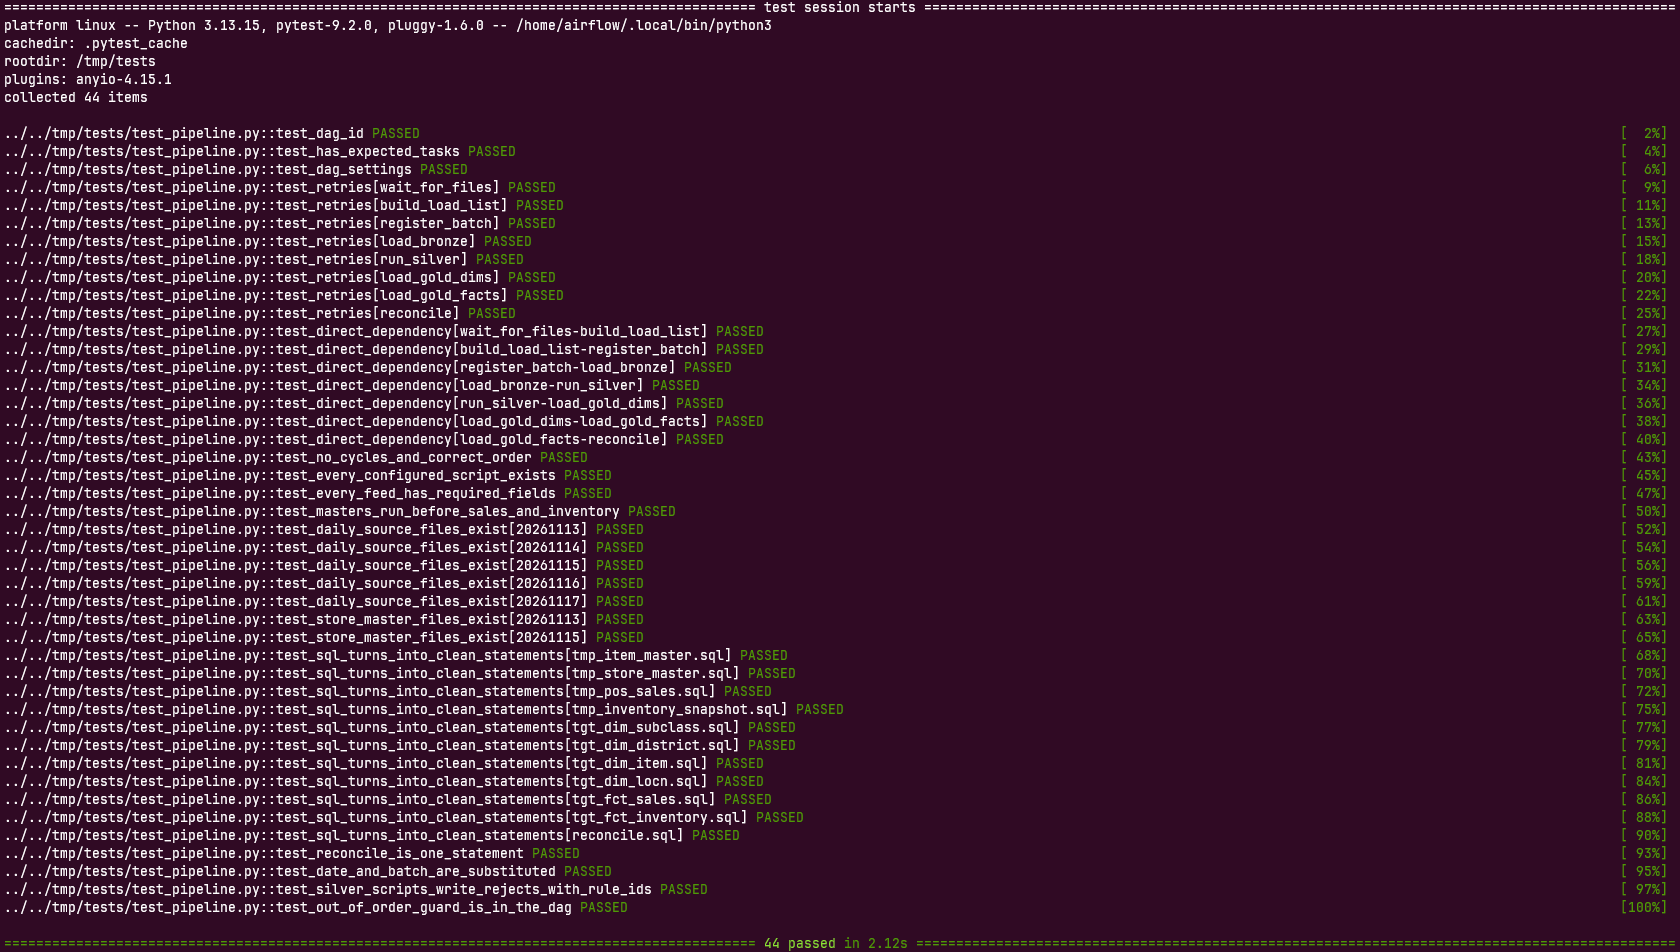 ============================================================================================== test session starts ==============================================================================================
platform linux -- Python 3.13.15, pytest-9.2.0, pluggy-1.6.0 -- /home/airflow/.local/bin/python3
cachedir: .pytest_cache
rootdir: /tmp/tests
plugins: anyio-4.15.1
collected 44 items
../../tmp/tests/test_pipeline.py::test_dag_id PASSED [  2%]
../../tmp/tests/test_pipeline.py::test_has_expected_tasks PASSED [  4%]
../../tmp/tests/test_pipeline.py::test_dag_settings PASSED [  6%]
../../tmp/tests/test_pipeline.py::test_retries[wait_for_files] PASSED [  9%]
../../tmp/tests/test_pipeline.py::test_retries[build_load_list] PASSED [ 11%]
../../tmp/tests/test_pipeline.py::test_retries[register_batch] PASSED [ 13%]
../../tmp/tests/test_pipeline.py::test_retries[load_bronze] PASSED [ 15%]
../../tmp/tests/test_pipeline.py::test_retries[run_silver] PASSED [ 18%]
../../tmp/tests/test_pipeline.py::test_retries[load_gold_dims] PASSED [ 20%]
../../tmp/tests/test_pipeline.py::test_retries[load_gold_facts] PASSED [ 22%]
../../tmp/tests/test_pipeline.py::test_retries[reconcile] PASSED [ 25%]
../../tmp/tests/test_pipeline.py::test_direct_dependency[wait_for_files-build_load_list] PASSED [ 27%]
../../tmp/tests/test_pipeline.py::test_direct_dependency[build_load_list-register_batch] PASSED [ 29%]
../../tmp/tests/test_pipeline.py::test_direct_dependency[register_batch-load_bronze] PASSED [ 31%]
../../tmp/tests/test_pipeline.py::test_direct_dependency[load_bronze-run_silver] PASSED [ 34%]
../../tmp/tests/test_pipeline.py::test_direct_dependency[run_silver-load_gold_dims] PASSED [ 36%]
../../tmp/tests/test_pipeline.py::test_direct_dependency[load_gold_dims-load_gold_facts] PASSED [ 38%]
../../tmp/tests/test_pipeline.py::test_direct_dependency[load_gold_facts-reconcile] PASSED [ 40%]
../../tmp/tests/test_pipeline.py::test_no_cycles_and_correct_order PASSED [ 43%]
../../tmp/tests/test_pipeline.py::test_every_configured_script_exists PASSED [ 45%]
../../tmp/tests/test_pipeline.py::test_every_feed_has_required_fields PASSED [ 47%]
../../tmp/tests/test_pipeline.py::test_masters_run_before_sales_and_inventory PASSED [ 50%]
../../tmp/tests/test_pipeline.py::test_daily_source_files_exist[20261113] PASSED [ 52%]
../../tmp/tests/test_pipeline.py::test_daily_source_files_exist[20261114] PASSED [ 54%]
../../tmp/tests/test_pipeline.py::test_daily_source_files_exist[20261115] PASSED [ 56%]
../../tmp/tests/test_pipeline.py::test_daily_source_files_exist[20261116] PASSED [ 59%]
../../tmp/tests/test_pipeline.py::test_daily_source_files_exist[20261117] PASSED [ 61%]
../../tmp/tests/test_pipeline.py::test_store_master_files_exist[20261113] PASSED [ 63%]
../../tmp/tests/test_pipeline.py::test_store_master_files_exist[20261115] PASSED [ 65%]
../../tmp/tests/test_pipeline.py::test_sql_turns_into_clean_statements[tmp_item_master.sql] PASSED [ 68%]
../../tmp/tests/test_pipeline.py::test_sql_turns_into_clean_statements[tmp_store_master.sql] PASSED [ 70%]
../../tmp/tests/test_pipeline.py::test_sql_turns_into_clean_statements[tmp_pos_sales.sql] PASSED [ 72%]
../../tmp/tests/test_pipeline.py::test_sql_turns_into_clean_statements[tmp_inventory_snapshot.sql] PASSED [ 75%]
../../tmp/tests/test_pipeline.py::test_sql_turns_into_clean_statements[tgt_dim_subclass.sql] PASSED [ 77%]
../../tmp/tests/test_pipeline.py::test_sql_turns_into_clean_statements[tgt_dim_district.sql] PASSED [ 79%]
../../tmp/tests/test_pipeline.py::test_sql_turns_into_clean_statements[tgt_dim_item.sql] PASSED [ 81%]
../../tmp/tests/test_pipeline.py::test_sql_turns_into_clean_statements[tgt_dim_locn.sql] PASSED [ 84%]
../../tmp/tests/test_pipeline.py::test_sql_turns_into_clean_statements[tgt_fct_sales.sql] PASSED [ 86%]
../../tmp/tests/test_pipeline.py::test_sql_turns_into_clean_statements[tgt_fct_inventory.sql] PASSED [ 88%]
../../tmp/tests/test_pipeline.py::test_sql_turns_into_clean_statements[reconcile.sql] PASSED [ 90%]
../../tmp/tests/test_pipeline.py::test_reconcile_is_one_statement PASSED [ 93%]
../../tmp/tests/test_pipeline.py::test_date_and_batch_are_substituted PASSED [ 95%]
../../tmp/tests/test_pipeline.py::test_silver_scripts_write_rejects_with_rule_ids PASSED [ 97%]
../../tmp/tests/test_pipeline.py::test_out_of_order_guard_is_in_the_dag PASSED [100%]
============================================================================================== 44 passed in 2.12s ===============================================================================================